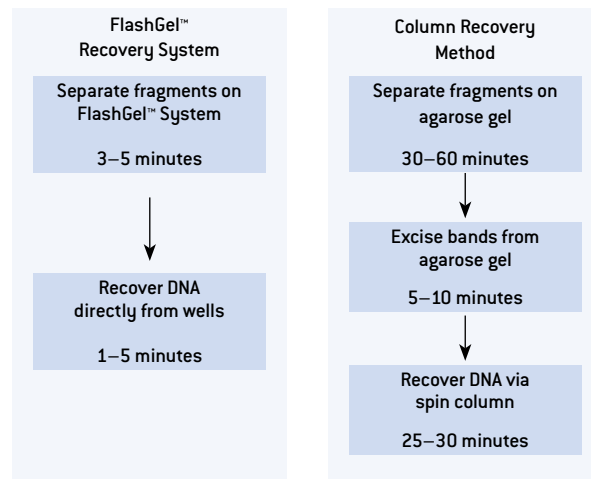 FlashGel™
Recovery System
Separate fragments on
FlashGel™ System
3–5 minutes
Recover DNA
directly from wells
1–5 minutes
Column Recovery
Method
Separate fragments on
agarose gel
30–60 minutes
Excise bands from
agarose gel
5–10 minutes
Recover DNA via
spin column
25–30 minutes